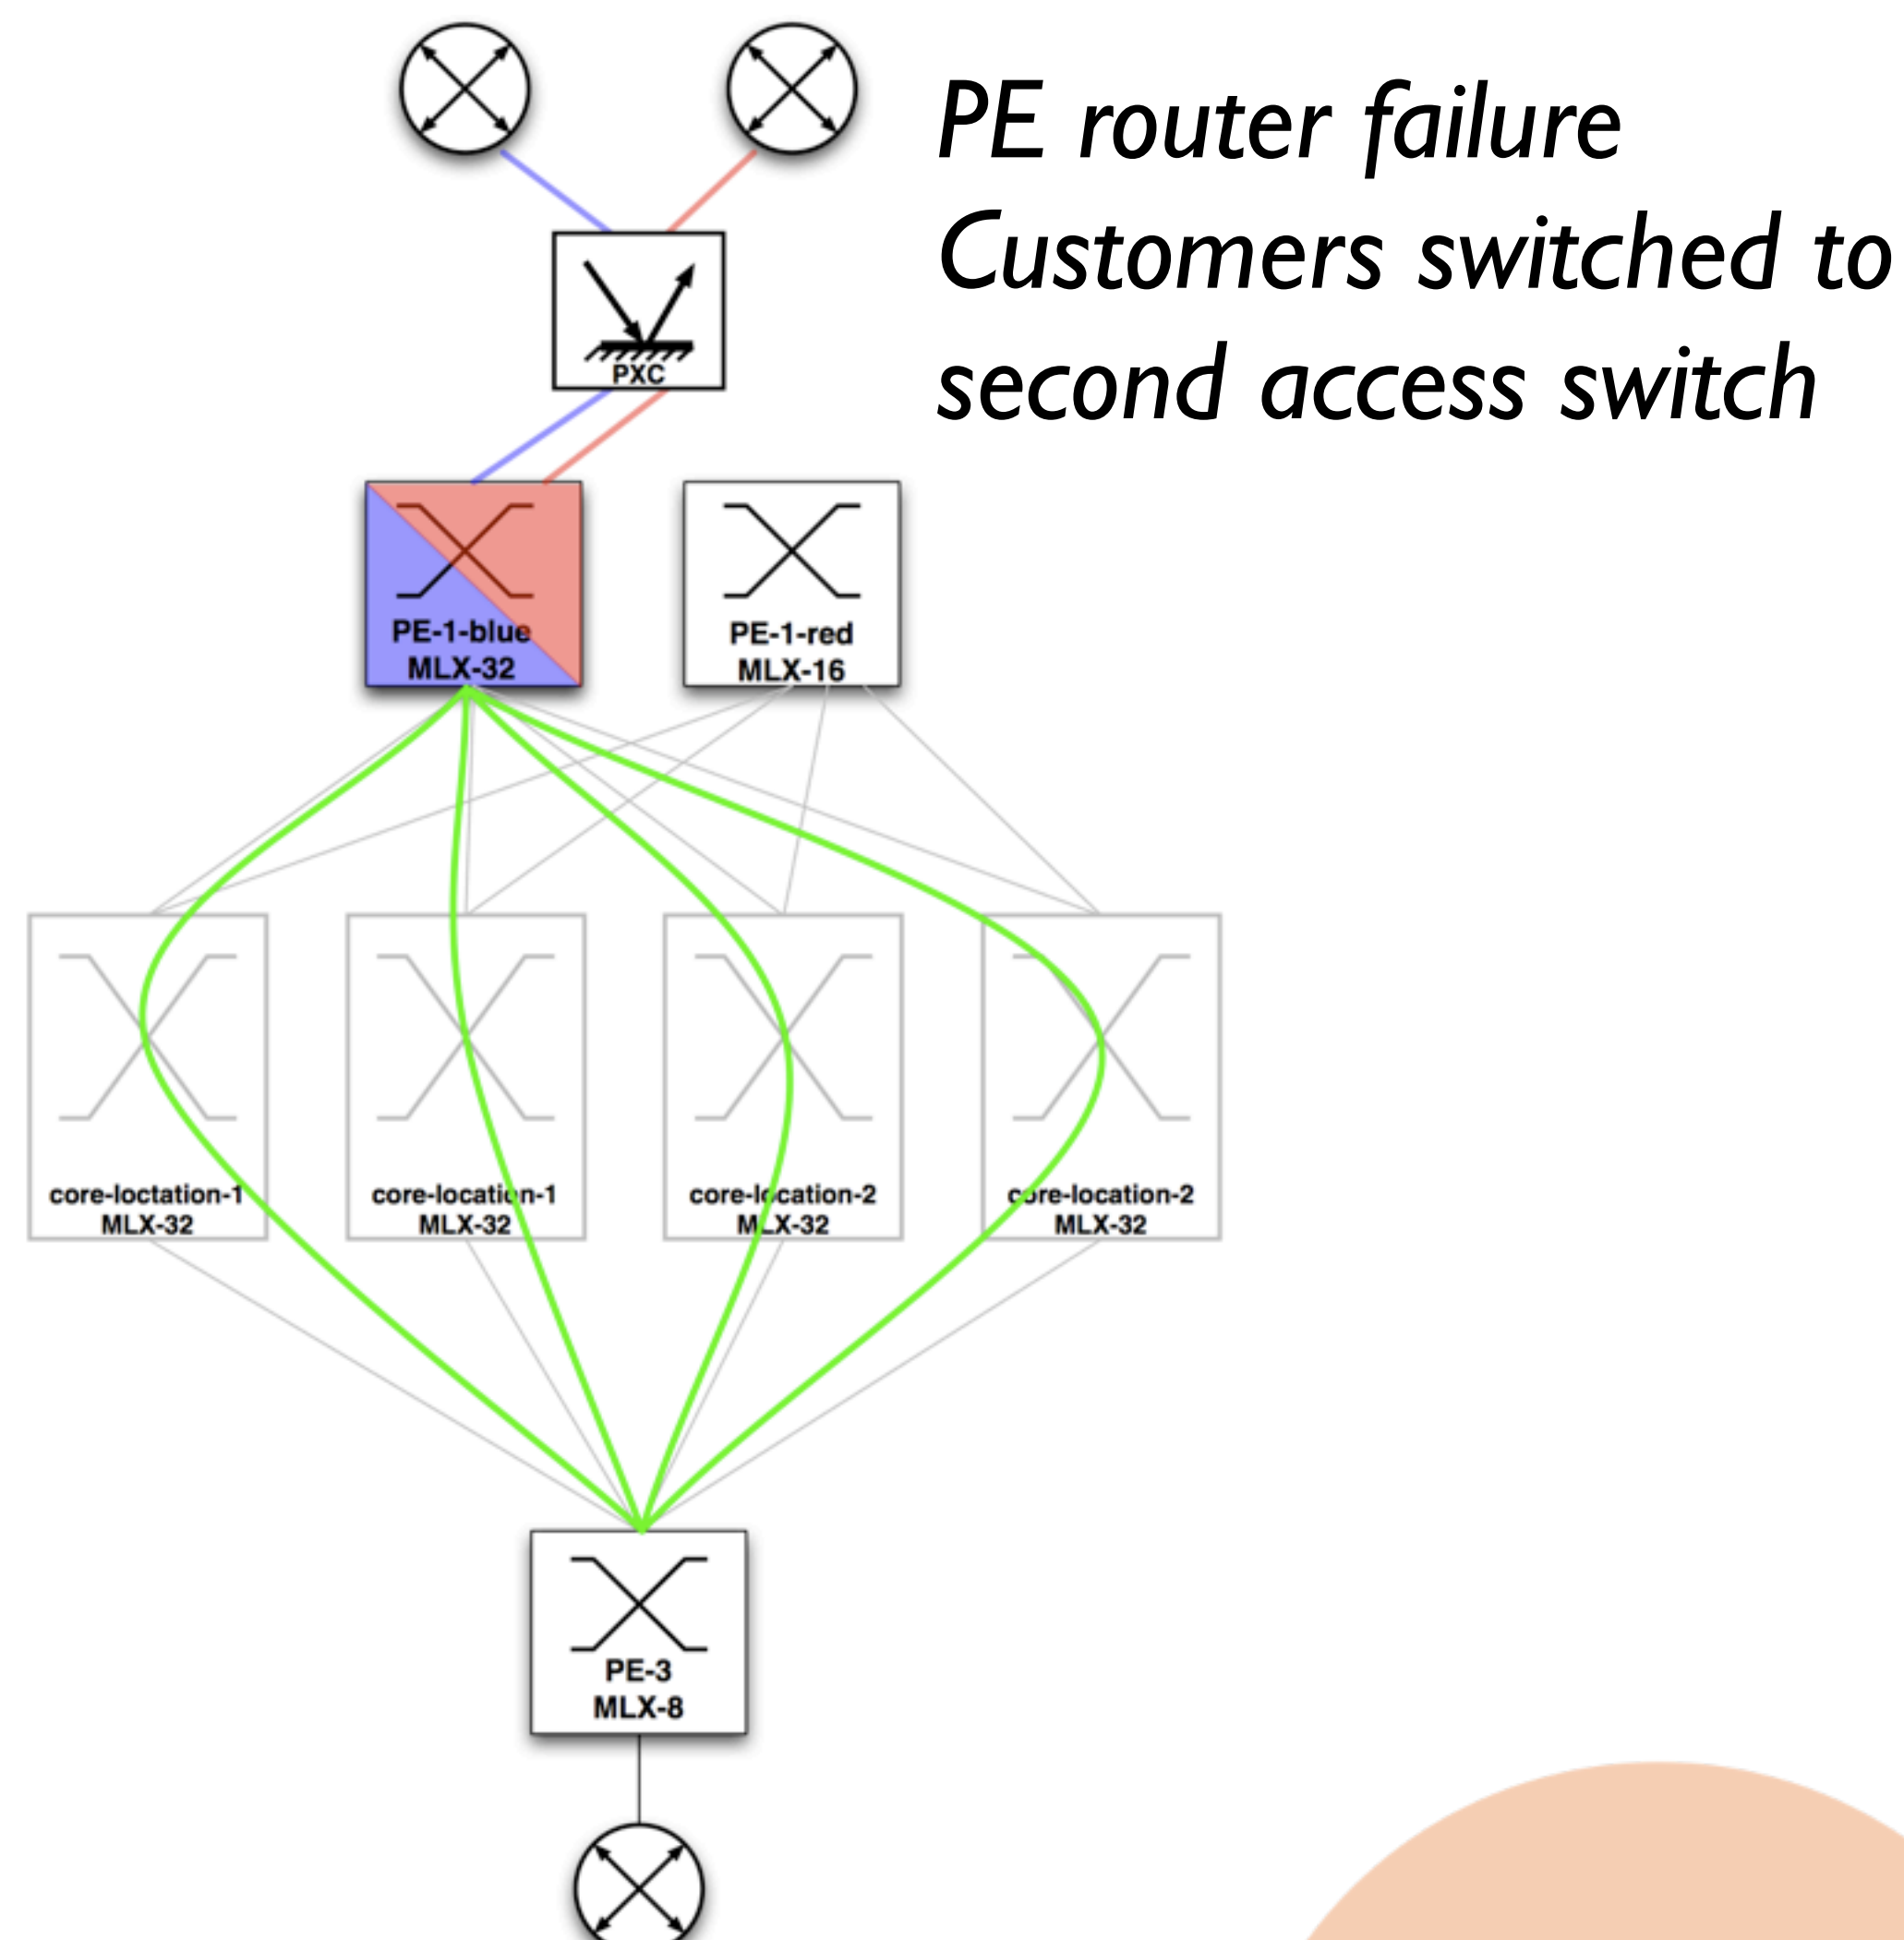 PE router failure
Customers switched to
second access switch
PXC
PE-1-blue
MLX-32
PE-1-red
MLX-16
core-loctation-1
MLX-32
core-location-1
MLX-32
core-location-2
MLX-32
core-location-2
MLX-32
PE-3
MLX-8